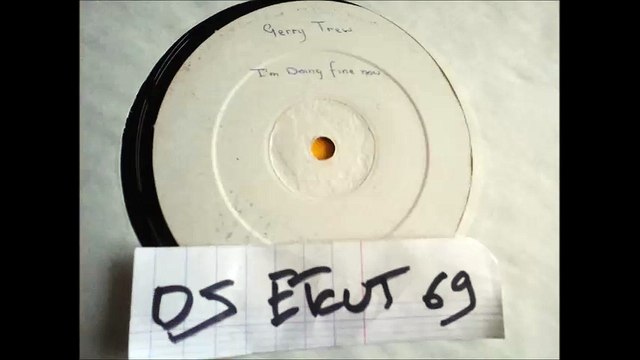 Gerry Trew
I'm Doing fine now
DS EKUT 69